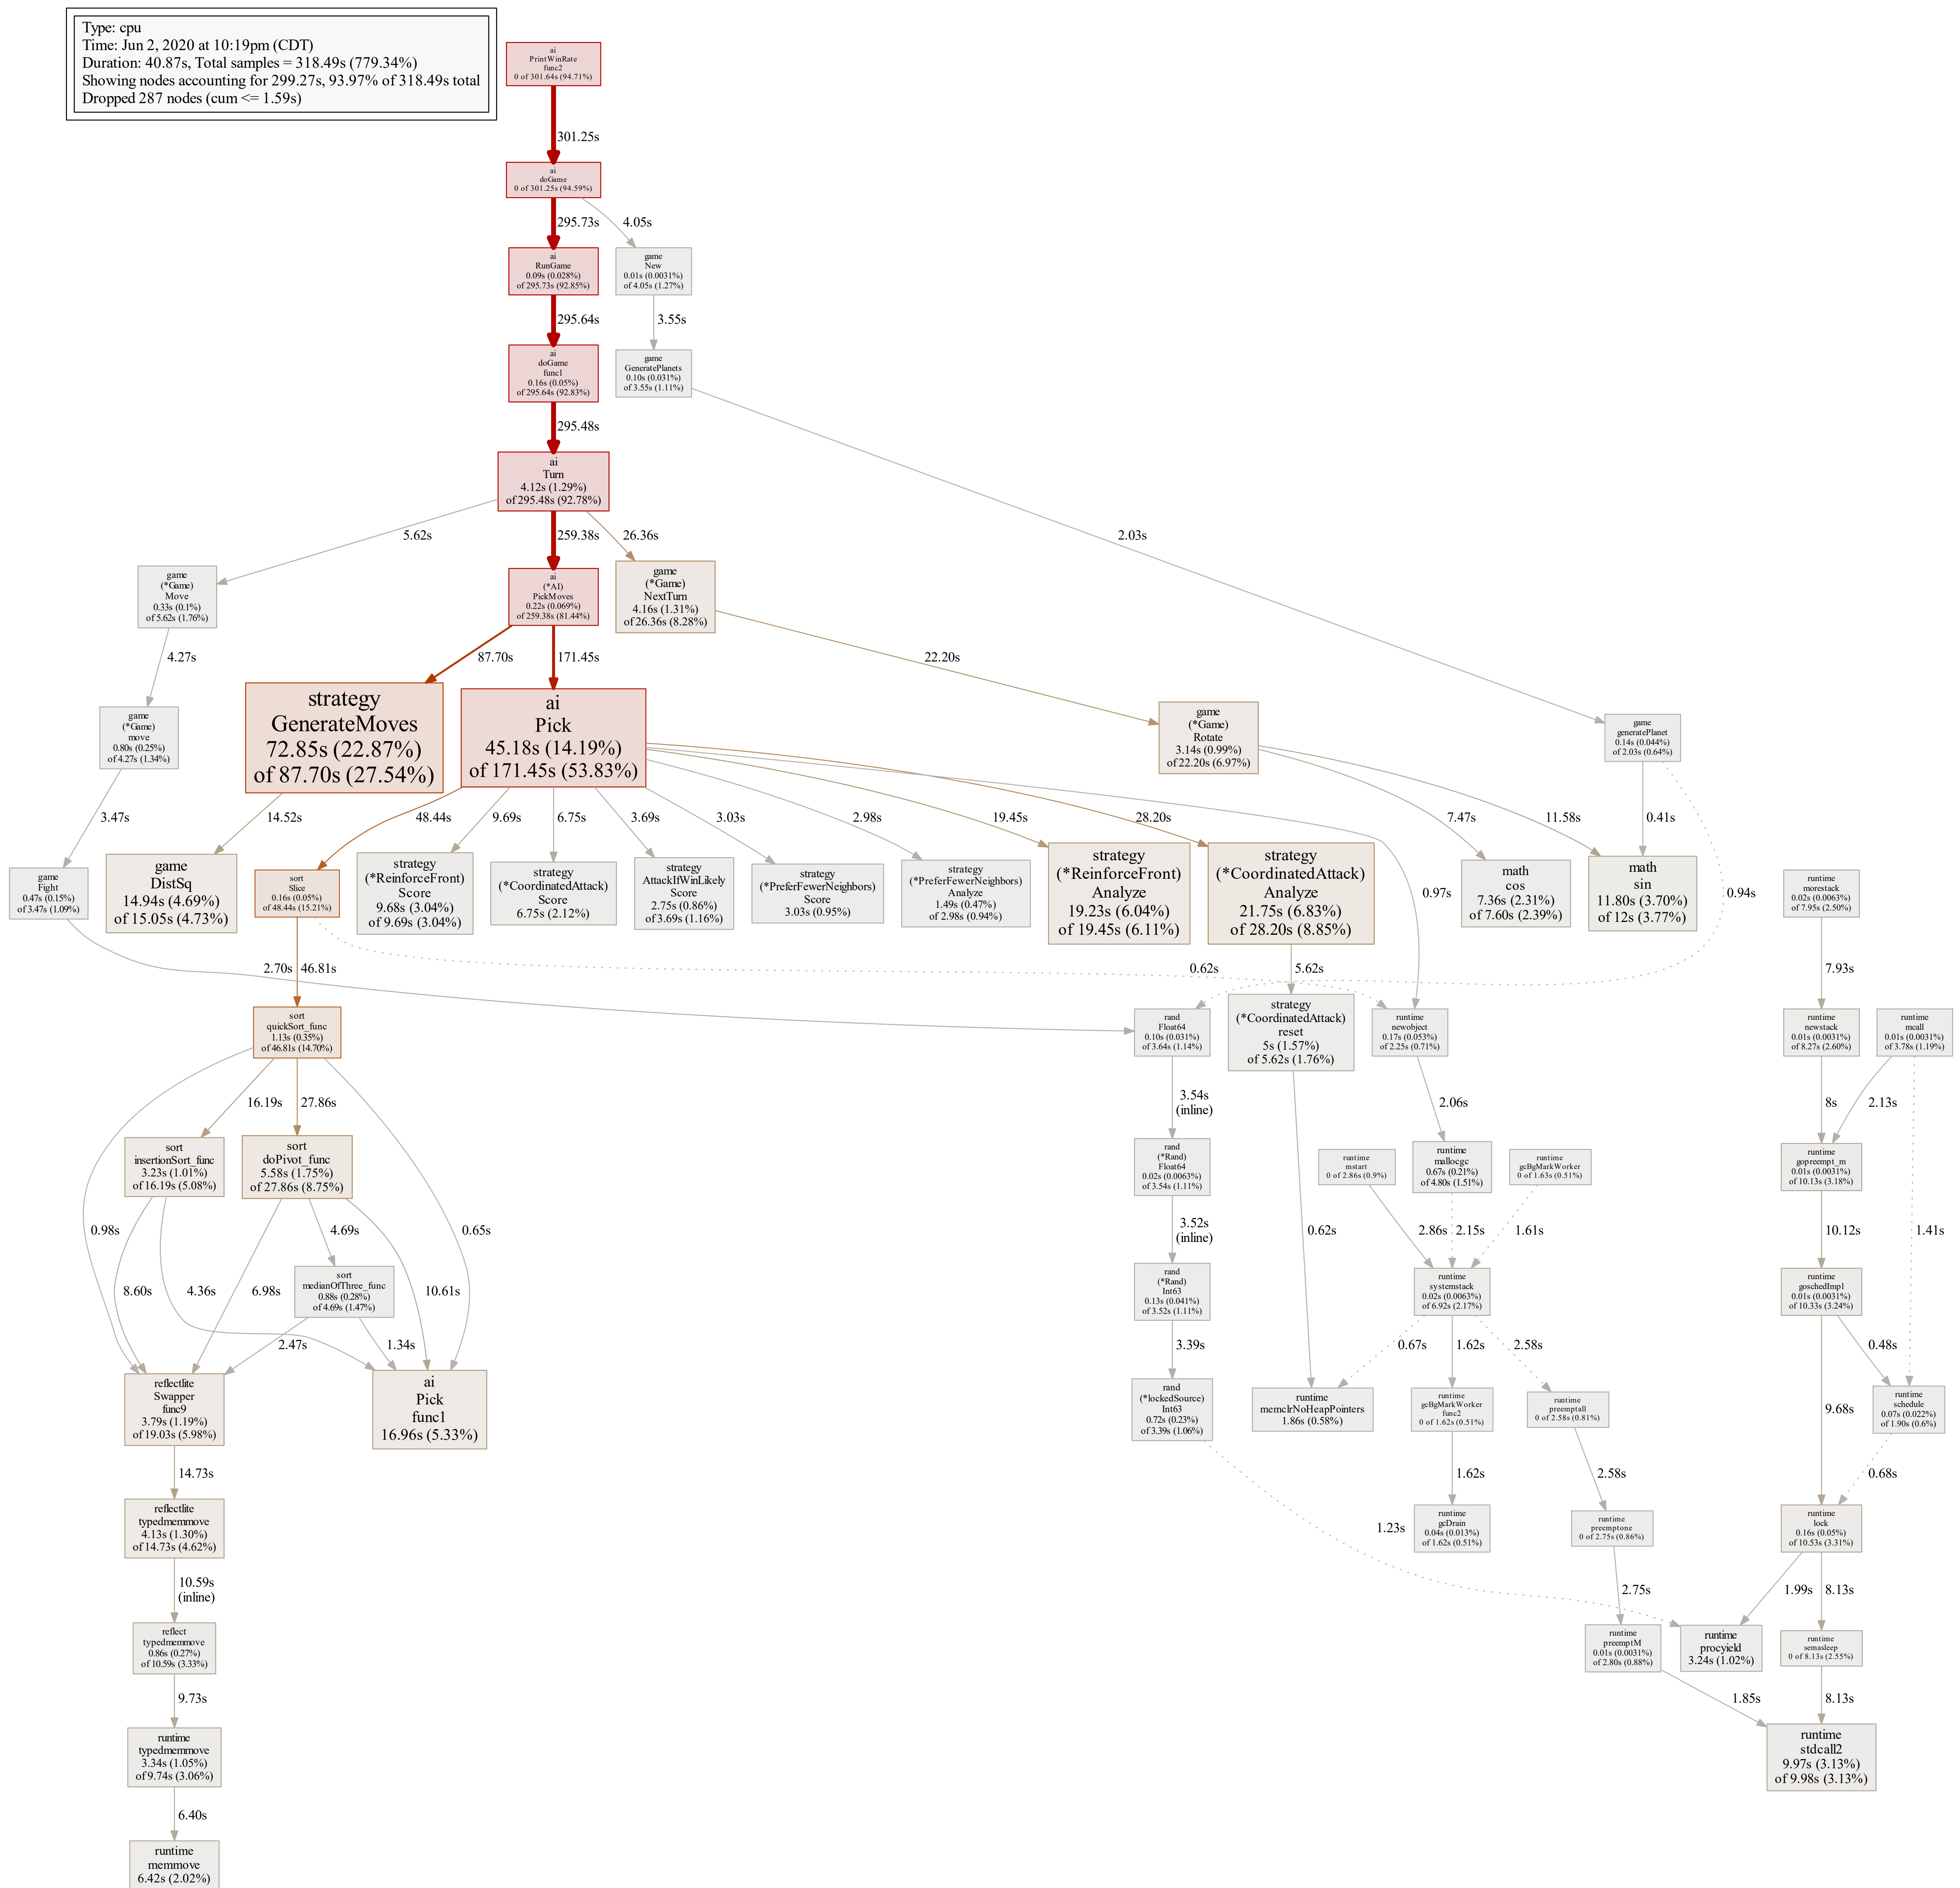 Type: cpu
Time: Jun 2, 2020 at 10:19pm (CDT)
Duration: 40.87s, Total samples = 318.49s (779.34%)
Showing nodes accounting for 299.27s, 93.97% of 318.49s total
Dropped 287 nodes (cum <= 1.59s)
ai
PrintWinRate
func2
0 of 301.64s (94.71%)
301.25s
ai
doGame
0 of 301.25s (94.59%)
295.73s
4.05s
ai
RunGame
0.09s (0.028%)
of 295.73s (92.85%)
game
New
0.01s (0.0031%)
of 4.05s (1.27%)
295.64s
3.55s
ai
doGame
func1
0.16s (0.05%)
of 295.64s (92.83%)
game
GeneratePlanets
0.10s (0.031%)
of 3.55s (1.11%)
295.48s
ai
Turn
4.12s (1.29%)
of 295.48s (92.78%)
5.62s
259.38s
26.36s
2.03s
game
(*Game)
Move
0.33s (0.1%)
of 5.62s (1.76%)
ai
(*AI)
PickMoves
0.22s (0.069%)
of 259.38s (81.44%)
game
(*Game)
NextTurn
4.16s (1.31%)
of 26.36s (8.28%)
4.27s
87.70s
171.45s
22.20s
game
(*Game)
move
0.80s (0.25%)
of 4.27s (1.34%)
strategy
GenerateMoves
72.85s (22.87%)
of 87.70s (27.54%)
ai
Pick
45.18s (14.19%)
of 171.45s (53.83%)
game
(*Game)
Rotate
3.14s (0.99%)
of 22.20s (6.97%)
game
generatePlanet
0.14s (0.044%)
of 2.03s (0.64%)
3.47s
14.52s
48.44s
9.69s
6.75s
3.69s
3.03s
2.98s
19.45s
28.20s
7.47s
11.58s
0.41s
game
Fight
0.47s (0.15%)
of 3.47s (1.09%)
game
DistSq
14.94s (4.69%)
of 15.05s (4.73%)
sort
Slice
0.16s (0.05%)
of 48.44s (15.21%)
strategy
(*ReinforceFront)
Score
9.68s (3.04%)
of 9.69s (3.04%)
strategy
(*CoordinatedAttack)
Score
6.75s (2.12%)
strategy
AttackIfWinLikely
Score
2.75s (0.86%)
of 3.69s (1.16%)
strategy
(*PreferFewerNeighbors)
Score
3.03s (0.95%)
strategy
(*PreferFewerNeighbors)
Analyze
1.49s (0.47%)
of 2.98s (0.94%)
strategy
(*ReinforceFront)
Analyze
19.23s (6.04%)
of 19.45s (6.11%)
strategy
(*CoordinatedAttack)
Analyze
21.75s (6.83%)
of 28.20s (8.85%)
0.97s
math
cos
7.36s (2.31%)
of 7.60s (2.39%)
math
sin
11.80s (3.70%)
of 12s (3.77%)
0.94s
runtime
morestack
0.02s (0.0063%)
of 7.95s (2.50%)
2.70s
46.81s
0.62s
5.62s
7.93s
sort
quickSort_func
1.13s (0.35%)
of 46.81s (14.70%)
rand
Float64
0.10s (0.031%)
of 3.64s (1.14%)
strategy
(*CoordinatedAttack)
reset
5s (1.57%)
of 5.62s (1.76%)
runtime
newobject
0.17s (0.053%)
of 2.25s (0.71%)
runtime
newstack
0.01s (0.0031%)
of 8.27s (2.60%)
runtime
mcall
0.01s (0.0031%)
of 3.78s (1.19%)
16.19s
27.86s
3.54s
(inline)
2.06s
8s
2.13s
sort
insertionSort_func
3.23s (1.01%)
of 16.19s (5.08%)
sort
doPivot_func
5.58s (1.75%)
of 27.86s (8.75%)
rand
(*Rand)
Float64
0.02s (0.0063%)
of 3.54s (1.11%)
runtime
mstart
0 of 2.86s (0.9%)
runtime
mallocgc
0.67s (0.21%)
of 4.80s (1.51%)
runtime
gcBgMarkWorker
0 of 1.63s (0.51%)
runtime
gopreempt_m
0.01s (0.0031%)
of 10.13s (3.18%)
0.98s
4.69s
0.65s
3.52s
(inline)
0.62s
2.86s
2.15s
1.61s
10.12s
1.41s
8.60s
4.36s
6.98s
sort
medianOfThree_func
0.88s (0.28%)
of 4.69s (1.47%)
10.61s
rand
(*Rand)
Int63
0.13s (0.041%)
of 3.52s (1.11%)
runtime
systemstack
0.02s (0.0063%)
of 6.92s (2.17%)
runtime
goschedImpl
0.01s (0.0031%)
of 10.33s (3.24%)
2.47s
1.34s
3.39s
0.67s
1.62s
2.58s
0.48s
reflectlite
Swapper
func9
3.79s (1.19%)
of 19.03s (5.98%)
ai
Pick
func1
16.96s (5.33%)
rand
(*lockedSource)
Int63
0.72s (0.23%)
of 3.39s (1.06%)
runtime
memclrNoHeapPointers
1.86s (0.58%)
runtime
gcBgMarkWorker
func2
0 of 1.62s (0.51%)
runtime
preemptall
0 of 2.58s (0.81%)
9.68s
runtime
schedule
0.07s (0.022%)
of 1.90s (0.6%)
14.73s
1.62s
2.58s
0.68s
reflectlite
typedmemmove
4.13s (1.30%)
of 14.73s (4.62%)
1.23s
runtime
gcDrain
0.04s (0.013%)
of 1.62s (0.51%)
runtime
preemptone
0 of 2.75s (0.86%)
runtime
lock
0.16s (0.05%)
of 10.53s (3.31%)
10.59s
(inline)
2.75s
1.99s
8.13s
reflect
typedmemmove
0.86s (0.27%)
of 10.59s (3.33%)
runtime
preemptM
0.01s (0.0031%)
of 2.80s (0.88%)
runtime
procyield
3.24s (1.02%)
runtime
semasleep
0 of 8.13s (2.55%)
9.73s
1.85s
8.13s
runtime
typedmemmove
3.34s (1.05%)
of 9.74s (3.06%)
runtime
stdcall2
9.97s (3.13%)
of 9.98s (3.13%)
6.40s
runtime
memmove
6.42s (2.02%)